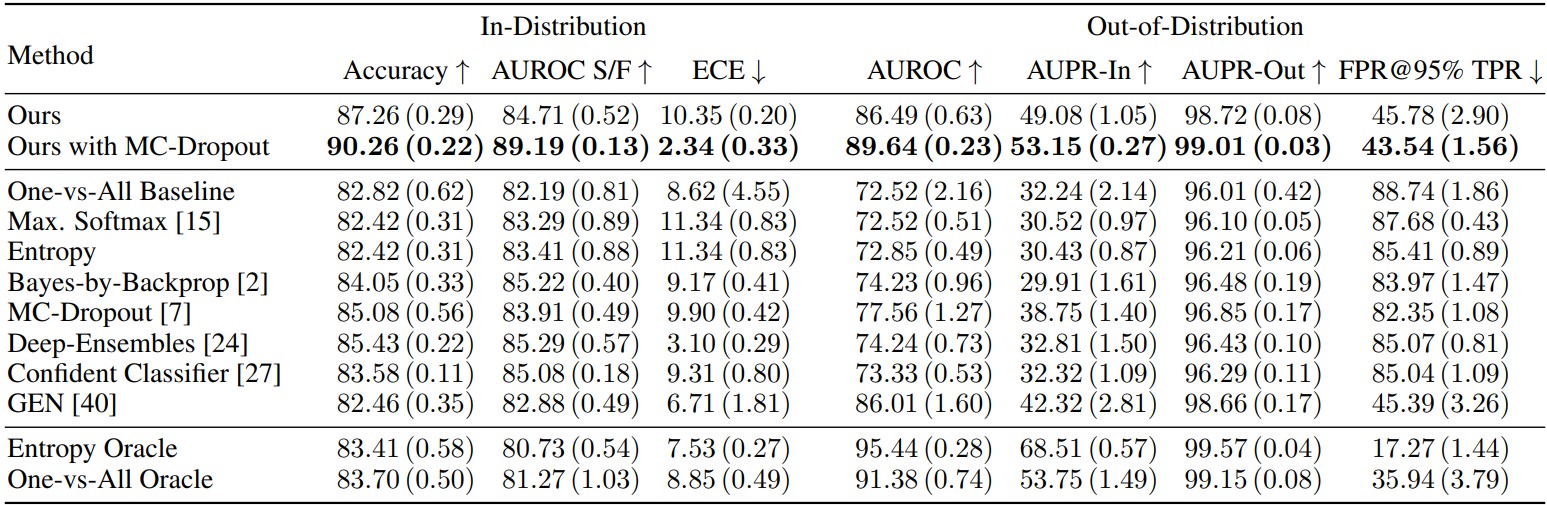 In-Distribution Out-of-Distribution
Method
Accuracy ↑ AUROC S/F ↑ ECE ↓ AUROC ↑ AUPR-In ↑ AUPR-Out ↑ FPR@95% TPR ↓
Ours 87.26 (0.29) 84.71 (0.52) 10.35 (0.20) 86.49 (0.63) 49.08 (1.05) 98.72 (0.08) 45.78 (2.90)
Ours with MC-Dropout 90.26 (0.22) 89.19 (0.13) 2.34 (0.33) 89.64 (0.23) 53.15 (0.27) 99.01 (0.03) 43.54 (1.56)
One-vs-All Baseline 82.82 (0.62) 82.19 (0.81) 8.62 (4.55) 72.52 (2.16) 32.24 (2.14) 96.01 (0.42) 88.74 (1.86)
Max. Softmax [15] 82.42 (0.31) 83.29 (0.89) 11.34 (0.83) 72.52 (0.51) 30.52 (0.97) 96.10 (0.05) 87.68 (0.43)
Entropy 82.42 (0.31) 83.41 (0.88) 11.34 (0.83) 72.85 (0.49) 30.43 (0.87) 96.21 (0.06) 85.41 (0.89)
Bayes-by-Backprop [2] 84.05 (0.33) 85.22 (0.40) 9.17 (0.41) 74.23 (0.96) 29.91 (1.61) 96.48 (0.19) 83.97 (1.47)
MC-Dropout [7] 85.08 (0.56) 83.91 (0.49) 9.90 (0.42) 77.56 (1.27) 38.75 (1.40) 96.85 (0.17) 82.35 (1.08)
Deep-Ensembles [24] 85.43 (0.22) 85.29 (0.57) 3.10 (0.29) 74.24 (0.73) 32.81 (1.50) 96.43 (0.10) 85.07 (0.81)
Confident Classifier [27] 83.58 (0.11) 85.08 (0.18) 9.31 (0.80) 73.33 (0.53) 32.32 (1.09) 96.29 (0.11) 85.04 (1.09)
GEN [40] 82.46 (0.35) 82.88 (0.49) 6.71 (1.81) 86.01 (1.60) 42.32 (2.81) 98.66 (0.17) 45.39 (3.26)
Entropy Oracle 83.41 (0.58) 80.73 (0.54) 7.53 (0.27) 95.44 (0.28) 68.51 (0.57) 99.57 (0.04) 17.27 (1.44)
One-vs-All Oracle 83.70 (0.50) 81.27 (1.03) 8.85 (0.49) 91.38 (0.74) 53.75 (1.49) 99.15 (0.08) 35.94 (3.79)